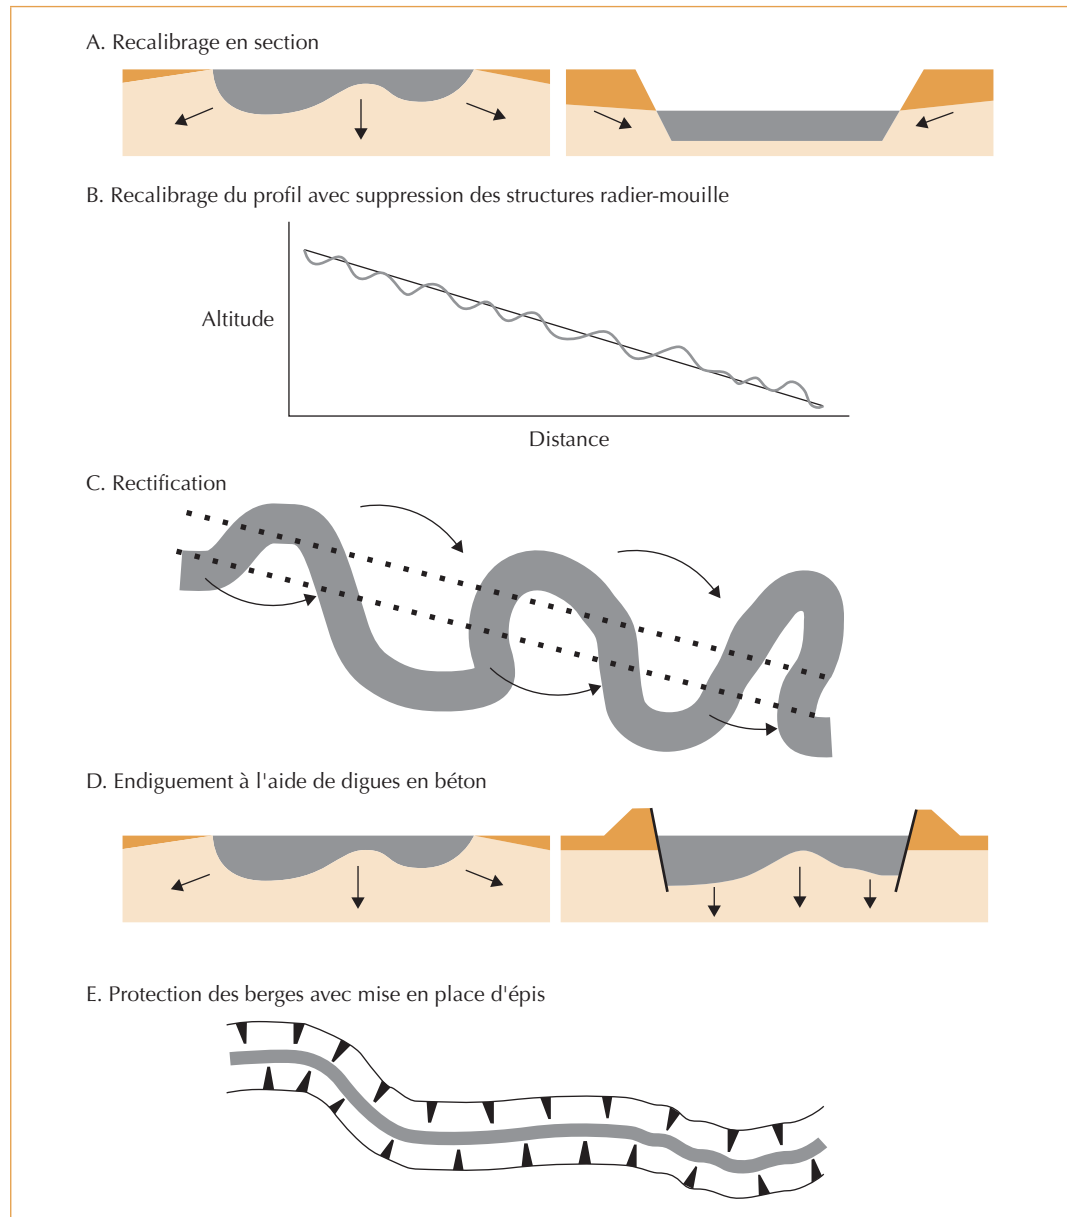 A. Recalibrage en section
B. Recalibrage du profil avec suppression des structures radier-mouille
Altitude
Distance
C. Rectification
D. Endiguement à l'aide de digues en béton
E. Protection des berges avec mise en place d'épis